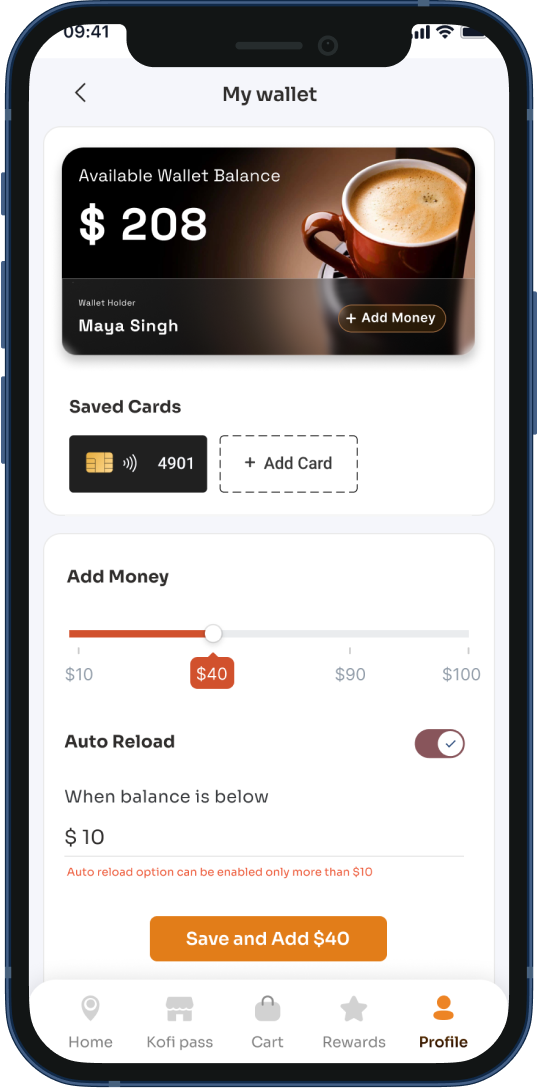 09:41
My wallet
Available Wallet Balance
$ 208
Wallet Holder
Maya Singh
+ Add Money
Saved Cards
4901
+ Add Card
Add Money
$10 $40 $90 $100
Auto Reload
When balance is below
$ 10
Auto reload option can be enabled only more than $10
Save and Add $40
Home Kofi pass Cart Rewards Profile